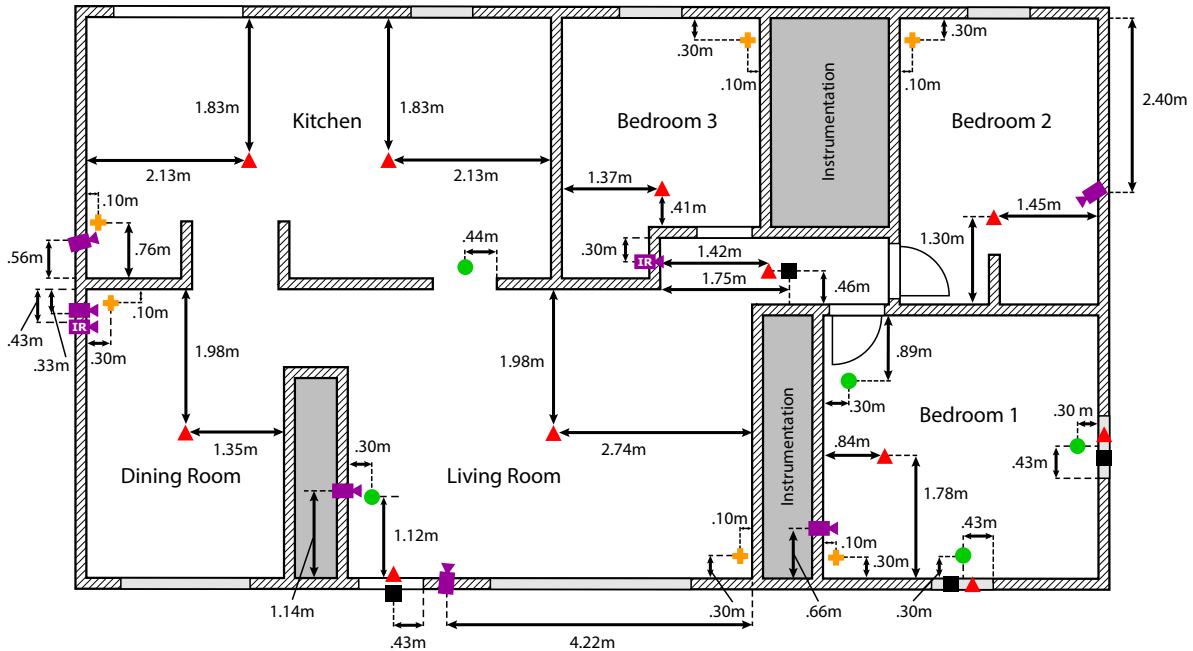 .30m
.10m
.30m
.10m
2.40m
1.83m
1.83m
Kitchen
Bedroom 3
Instrumentation
Bedroom 2
2.13m
2.13m
1.37m
.41m
1.45m
.10m
.76m
.56m
.44m
.30m
IR
1.42m
1.75m
1.30m
.46m
.10m
IR
.43m
.33m
.30m
1.98m
1.98m
.89m
.30m
Bedroom 1
.30 m
.43m
1.35m
2.74m
.84m
Dining Room
.30m
Living Room
Instrumentation
1.78m
1.12m
.10m
.10m
.43m
.30m
1.14m
.43m
4.22m
.30m
.66m
.30m